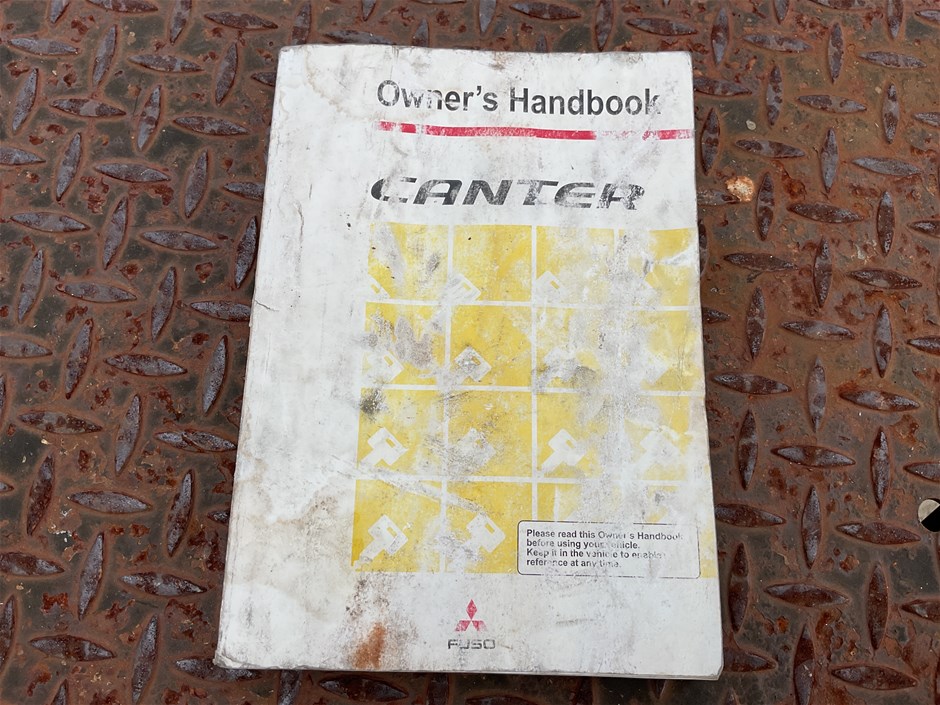 Owner's Handbook
CANTER
Please read this Owner's Handbook
before using your vehicle.
Keep it in the vehicle to enable
reference at any time.
FUSO